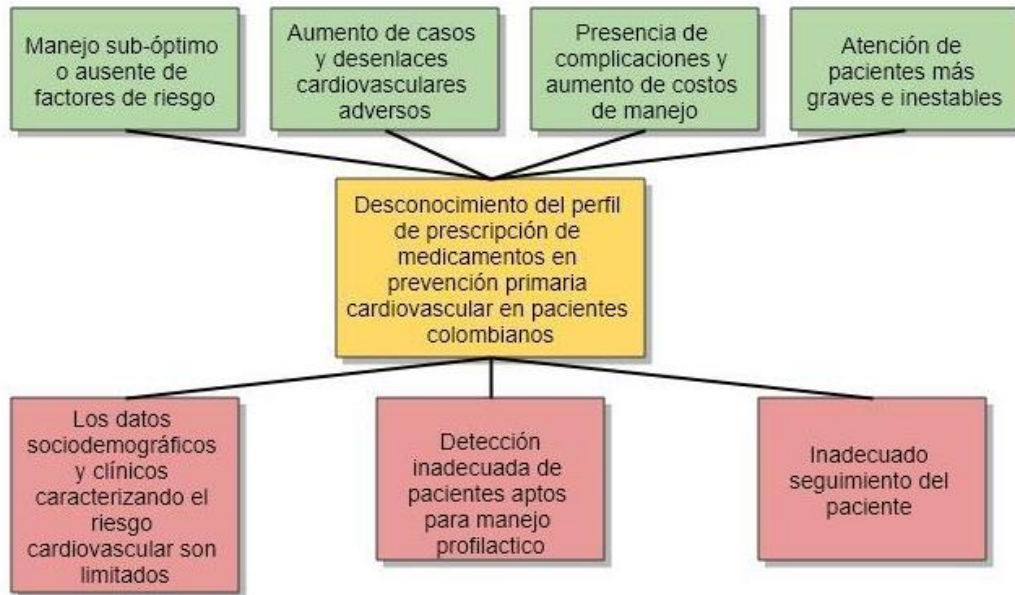 Manejo sub-óptimo
o ausente de
factores de riesgo
Aumento de casos
y desenlaces
cardiovasculares
adversos
Presencia de
complicaciones y
aumento de costos
de manejo
Atención de
pacientes más
graves e inestables
Desconocimiento del perfil
de prescripción de
medicamentos en
prevención primaria
cardiovascular en pacientes
colombianos
Los datos
sociodemográficos
y clínicos
caracterizando el
riesgo
cardiovascular son
limitados
Detección
inadecuada de
pacientes aptos
para manejo
profilactico
Inadecuado
seguimiento del
paciente